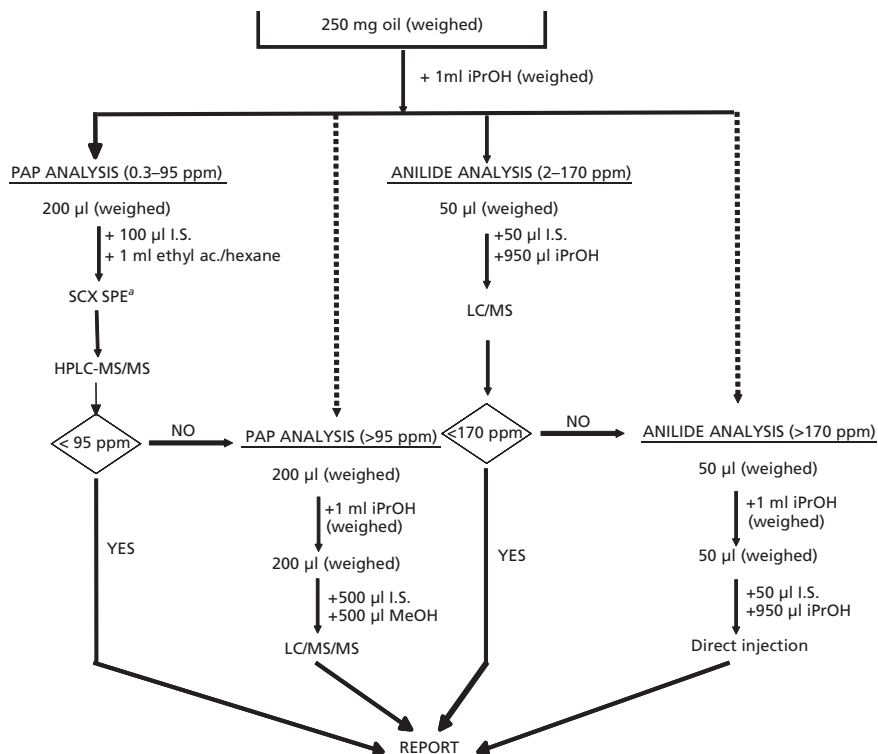 250 mg oil (weighed)
+ 1ml iPrOH (weighed)
PAP ANALYSIS (0.3–95 ppm)
200 µl (weighed)
+ 100 µl I.S.
+ 1 ml ethyl ac./hexane
SCX SPEᵃ
HPLC-MS/MS
< 95 ppm
NO
YES
PAP ANALYSIS (>95 ppm)
200 µl (weighed)
+1 ml iPrOH
(weighed)
200 µl (weighed)
+500 µl I.S.
+500 µl MeOH
LC/MS/MS
ANILIDE ANALYSIS (2–170 ppm)
50 µl (weighed)
+50 µl I.S.
+950 µl iPrOH
LC/MS
<170 ppm
NO
YES
ANILIDE ANALYSIS (>170 ppm)
50 µl (weighed)
+1 ml iPrOH
(weighed)
50 µl (weighed)
+50 µl I.S.
+950 µl iPrOH
Direct injection
REPORT